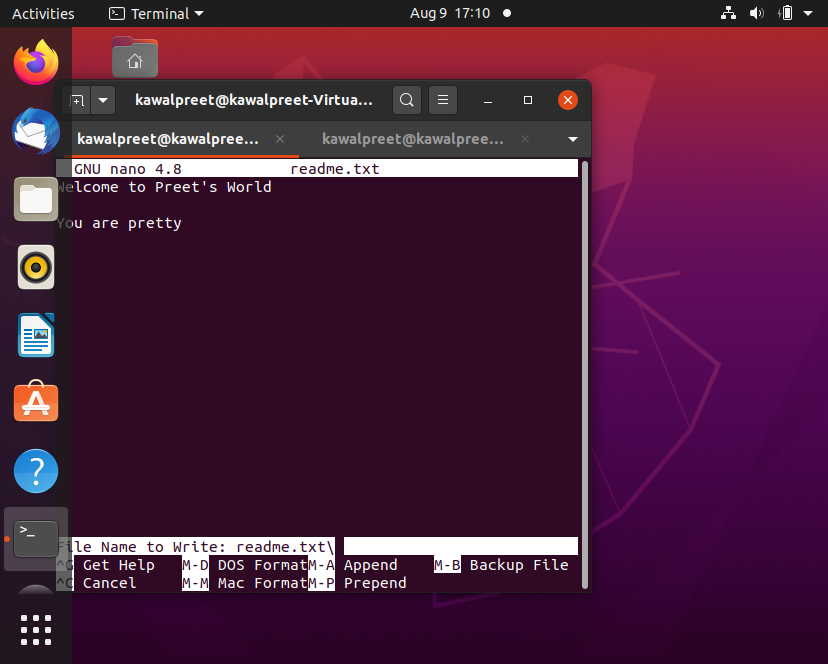 Activities Terminal Aug 9 17:10
kawalpreet@kawalpreet-Virtua...
kawalpreet@kawalpree... kawalpreet@kawalpree...
GNU nano 4.8 readme.txt
Welcome to Preet's World
You are pretty
File Name to Write: readme.txt\
^G Get Help M-D DOS Format M-A Append M-B Backup File
^C Cancel M-M Mac Format M-P Prepend